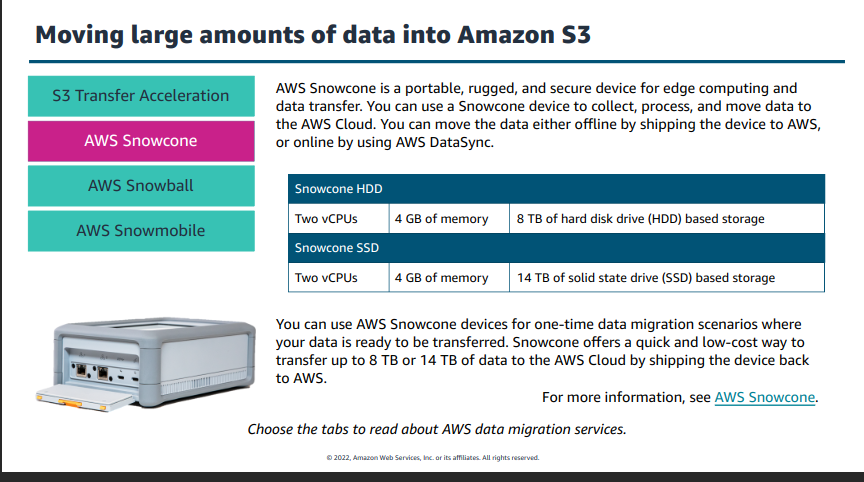 Moving large amounts of data into Amazon S3
S3 Transfer Acceleration
AWS Snowcone
AWS Snowball
AWS Snowmobile
AWS Snowcone is a portable, rugged, and secure device for edge computing and
data transfer. You can use a Snowcone device to collect, process, and move data to
the AWS Cloud. You can move the data either offline by shipping the device to AWS,
or online by using AWS DataSync.
Snowcone HDD
Two vCPUs 4 GB of memory 8 TB of hard disk drive (HDD) based storage
Snowcone SSD
Two vCPUs 4 GB of memory 14 TB of solid state drive (SSD) based storage
You can use AWS Snowcone devices for one-time data migration scenarios where
your data is ready to be transferred. Snowcone offers a quick and low-cost way to
transfer up to 8 TB or 14 TB of data to the AWS Cloud by shipping the device back
to AWS.
For more information, see AWS Snowcone.
Choose the tabs to read about AWS data migration services.
© 2022, Amazon Web Services, Inc. or its affiliates. All rights reserved.